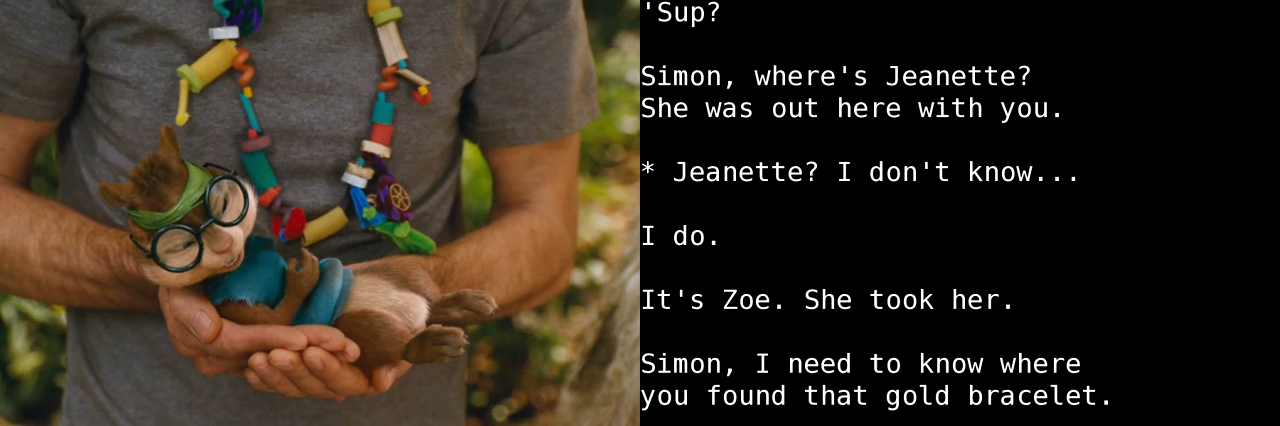 'Sup?
Simon, where's Jeanette?
She was out here with you.
* Jeanette? I don't know...
I do.
It's Zoe. She took her.
Simon, I need to know where
you found that gold bracelet.